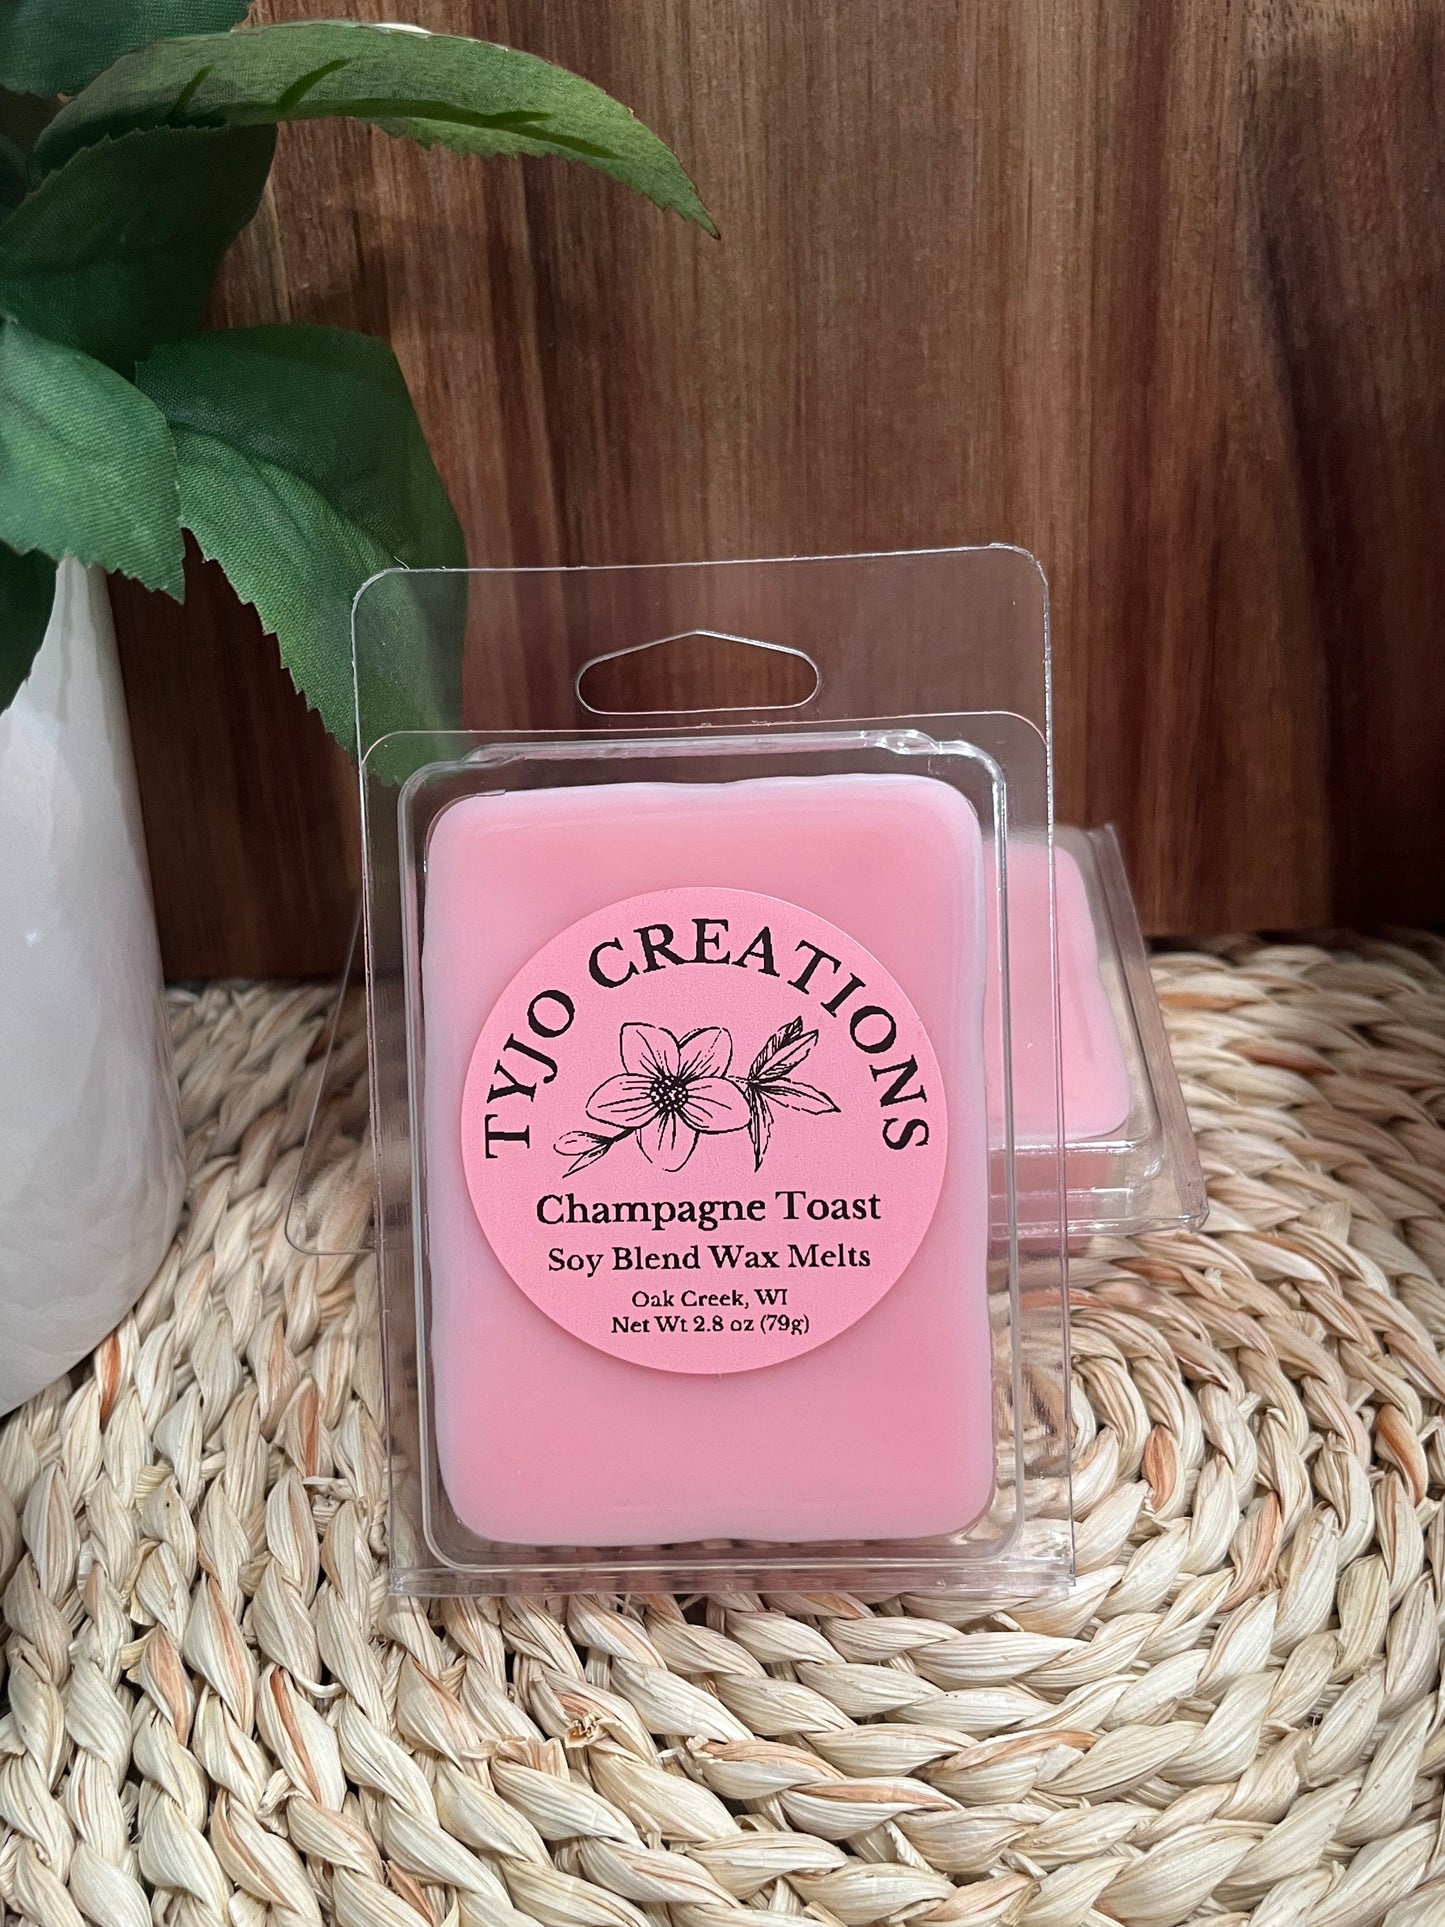 TYJO CREATIONS
Champagne Toast
Soy Blend Wax Melts
Oak Creek, WI
Net Wt 2.8 oz (79g)